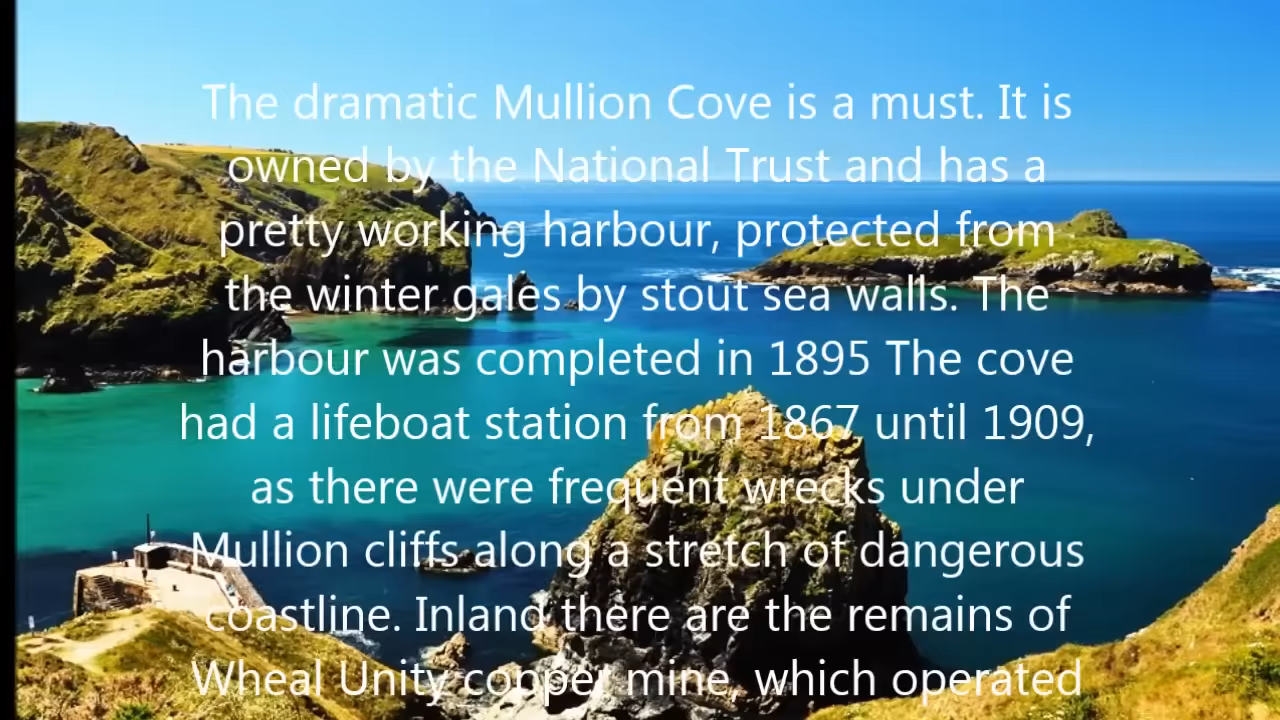 The dramatic Mullion Cove is a must. It is
owned by the National Trust and has a
pretty working harbour, protected from
the winter gales by stout sea walls. The
harbour was completed in 1895 The cove
had a lifeboat station from 1867 until 1909,
as there were frequent wrecks under
Mullion cliffs along a stretch of dangerous
coastline. Inland there are the remains of
Wheal Unity copper mine, which operated